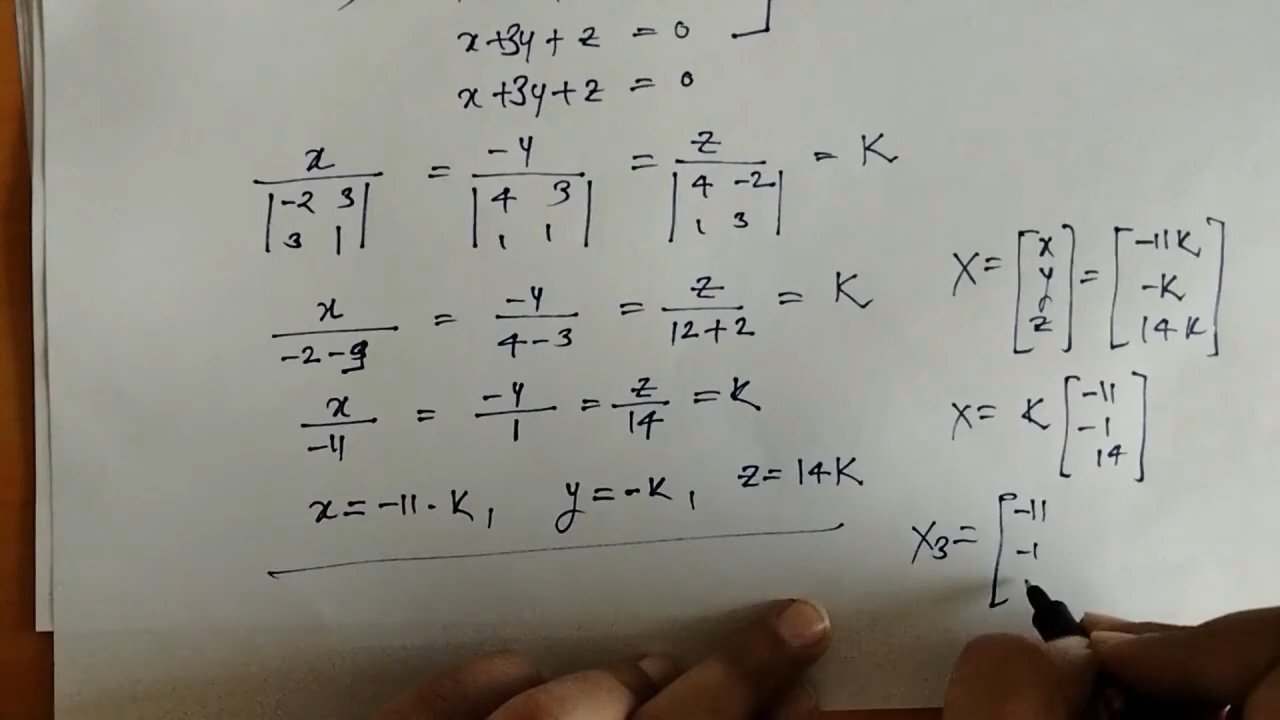 x+3y+z = 0
x+3y+z = 0
x/|-2 3; 3 1| = -y/|4 3; 1 1| = z/|4 -2; 1 3| = K
x/(-2-9) = -y/(4-3) = z/(12+2) = K
x/-11 = -y/1 = z/14 = K
x=-11·K, y=-K, z=14K
X= [x y z] = [-11K -K 14K]
X= K [-11 -1 14]
X3= [-11 -1